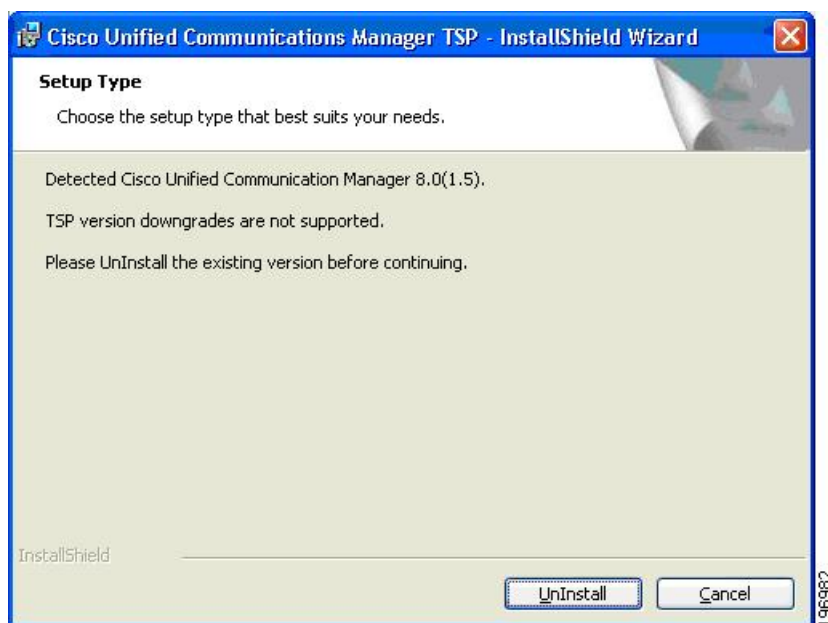 Cisco Unified Communications Manager TSP - InstallShield Wizard
Setup Type
Choose the setup type that best suits your needs.
Detected Cisco Unified Communication Manager 8.0(1.5).
TSP version downgrades are not supported.
Please UnInstall the existing version before continuing.
InstallShield
UnInstall
Cancel
196982